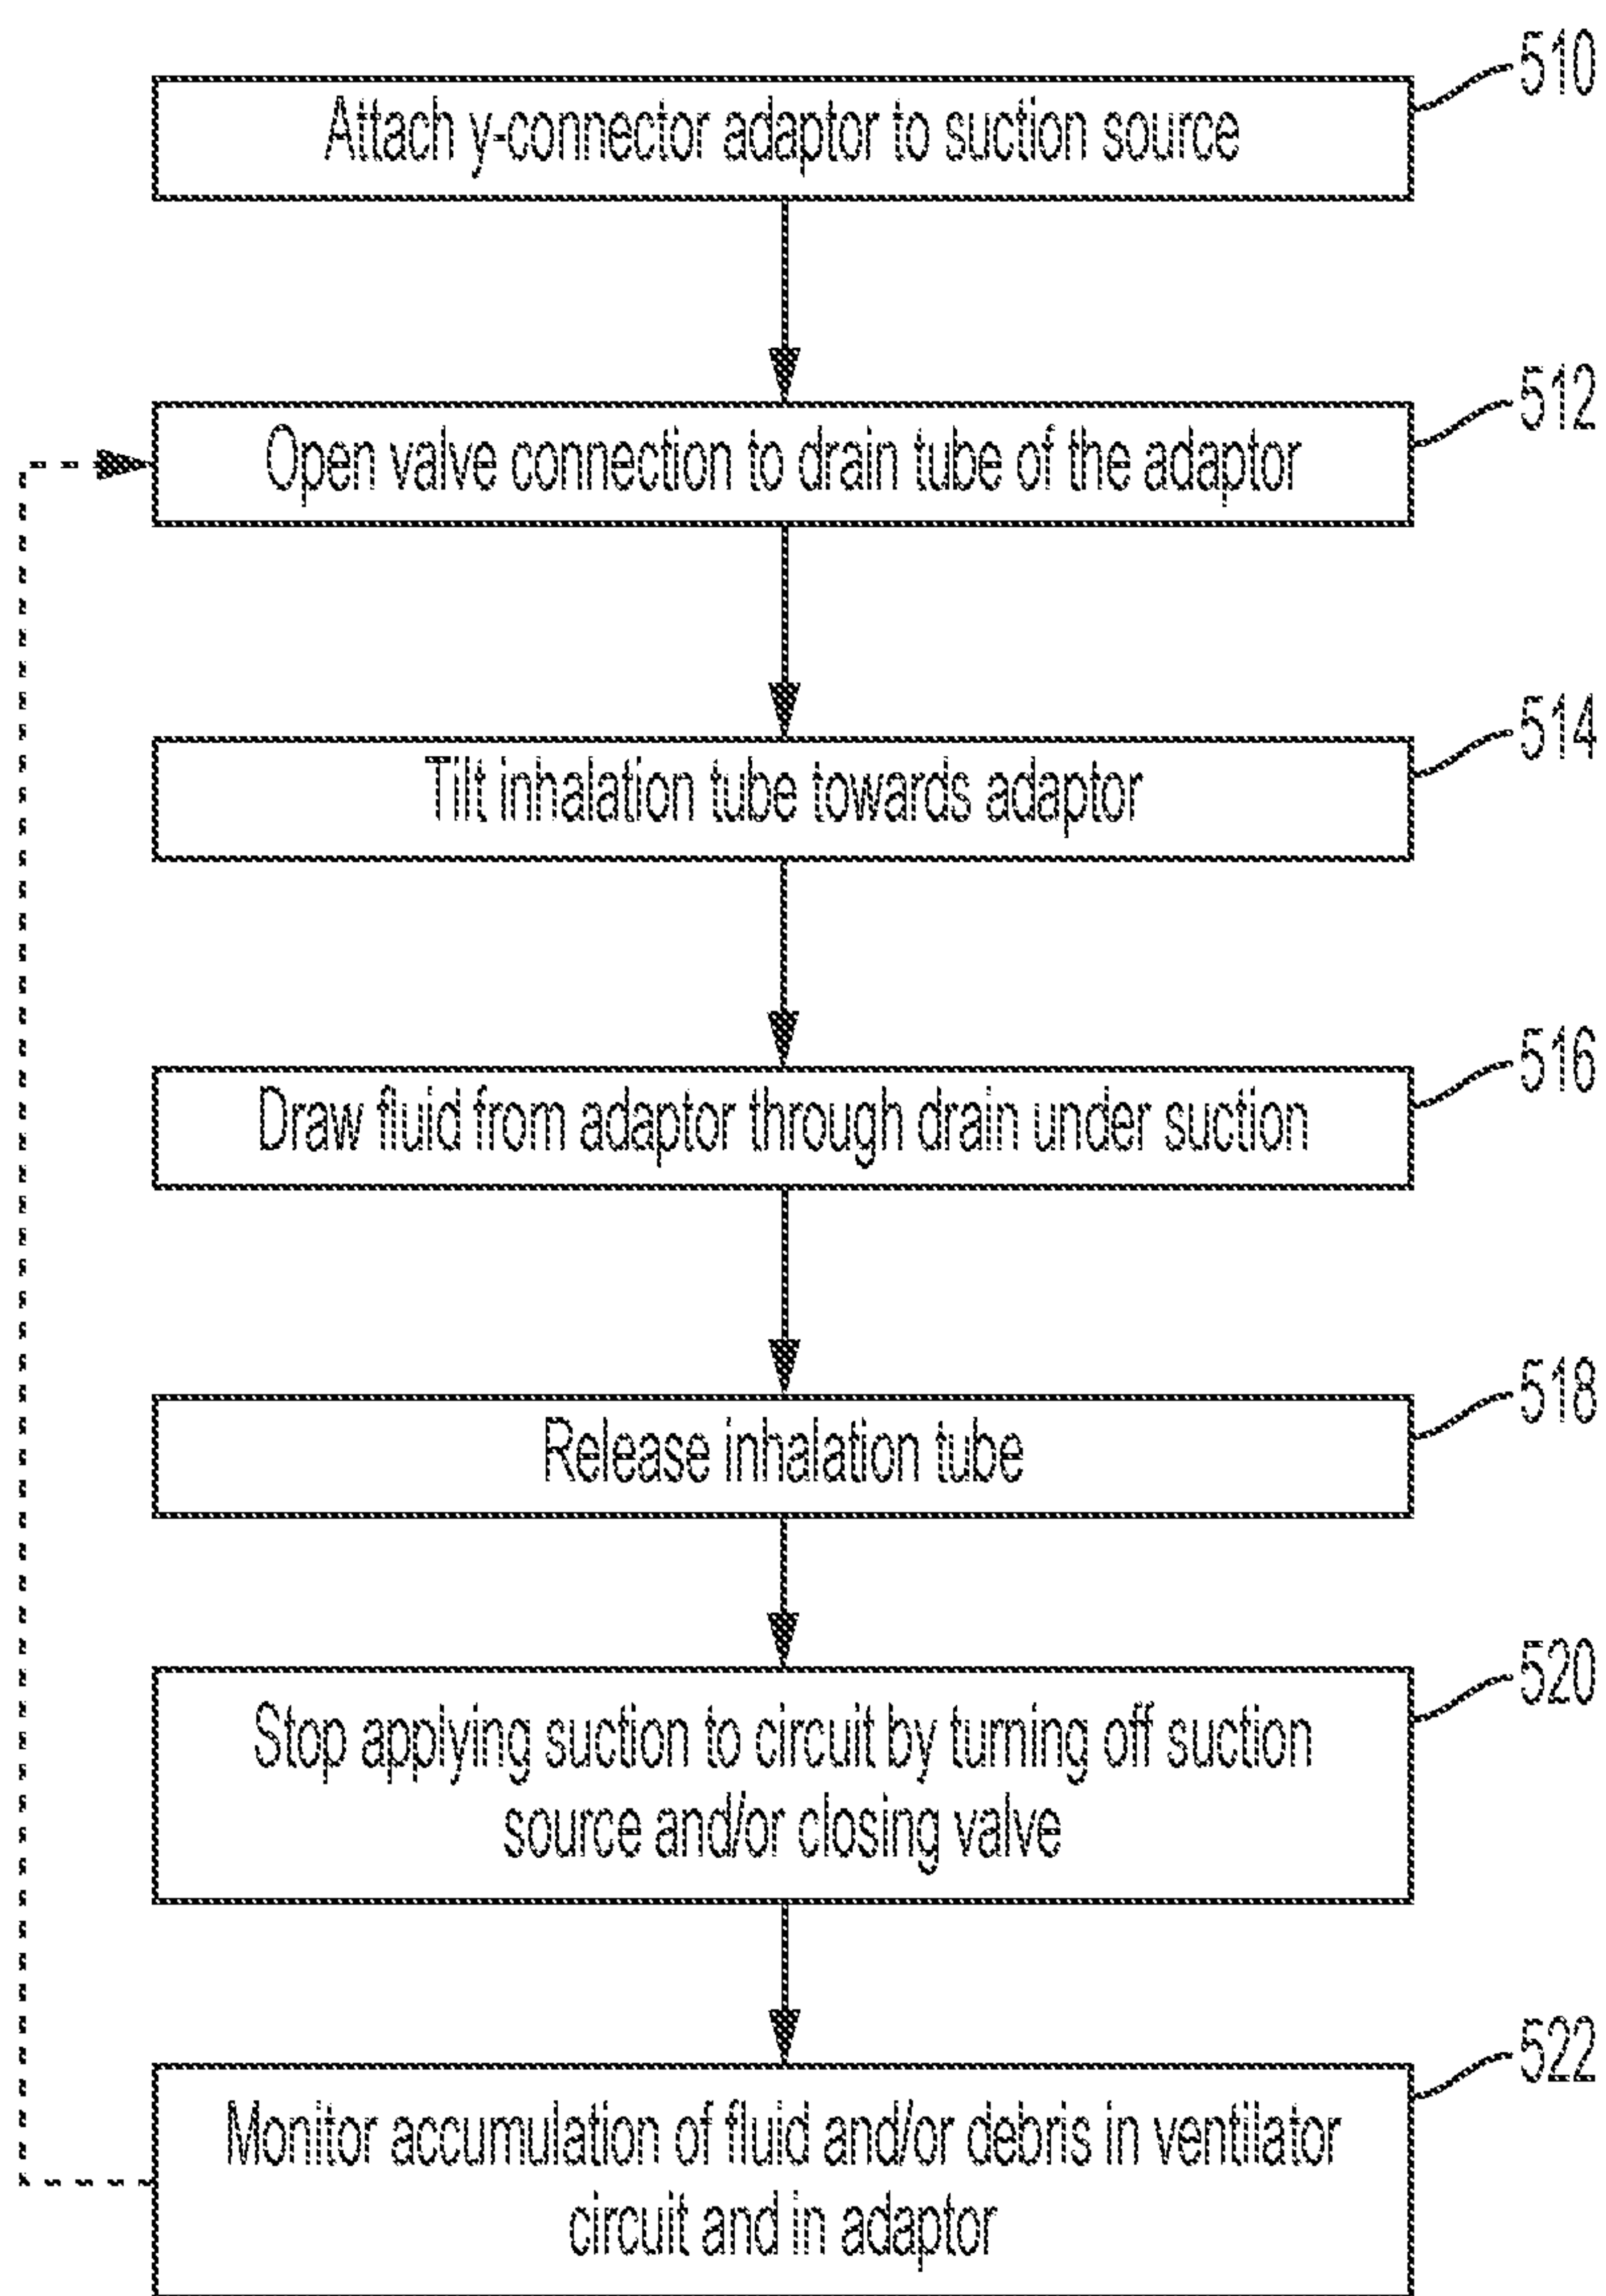 510
Attach y-connector adaptor to suction source
512
Open valve connection to drain tube of the adaptor
514
Tilt inhalation tube towards adaptor
516
Draw fluid from adaptor through drain under suction
518
Release inhalation tube
520
Stop applying suction to circuit by turning off suction
source and/or closing valve
522
Monitor accumulation of fluid and/or debris in ventilator
circuit and in adaptor